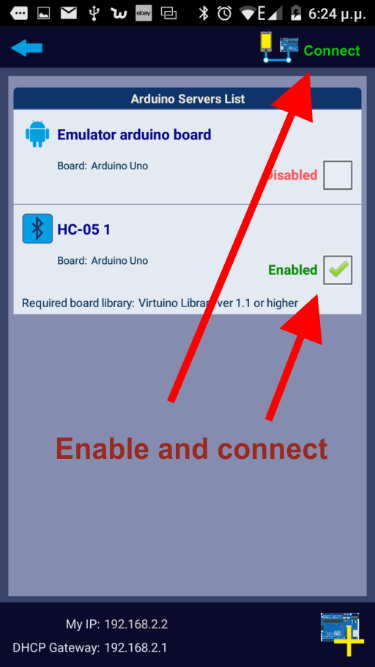 ebay
E
6:24 μ.μ.
Connect
Arduino Servers List
Emulator arduino board
Board: Arduino Uno
Disabled
HC-05 1
Board: Arduino Uno
Enabled
Required board library: Virtuino Library ver 1.1 or higher
Enable and connect
My IP: 192.168.2.2
DHCP Gateway: 192.168.2.1